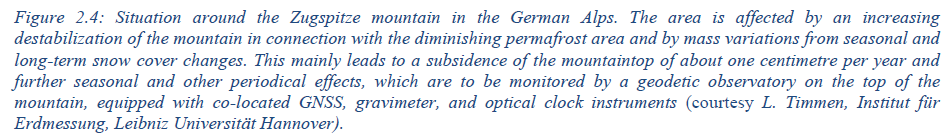 Figure 2.4: Situation around the Zugspitze mountain in the German Alps. The area is affected by an increasing
destabilization of the mountain in connection with the diminishing permafrost area and by mass variations from seasonal and
long-term snow cover changes. This mainly leads to a subsidence of the mountaintop of about one centimetre per year and
further seasonal and other periodical effects, which are to be monitored by a geodetic observatory on the top of the
mountain, equipped with co-located GNSS, gravimeter, and optical clock instruments (courtesy L. Timmen, Institut für
Erdmessung, Leibniz Universität Hannover).